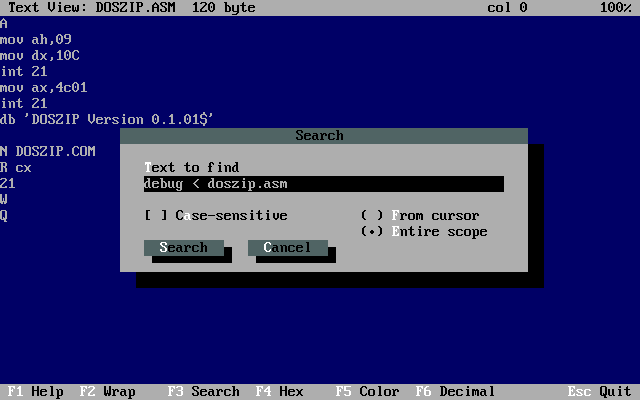 Text View: DOSZIP.ASM  120 byte col 0 100%
A
mov ah,09
mov dx,10C
int 21
mov ax,4c01
int 21
db 'DOSZIP Version 0.1.01$'
N DOSZIP.COM
R cx
21
W
Q
Search
Text to find
debug < doszip.asm
[ ] Case-sensitive ( ) From cursor
(•) Entire scope
Search Cancel
F1 Help F2 Wrap F3 Search F4 Hex F5 Color F6 Decimal Esc Quit